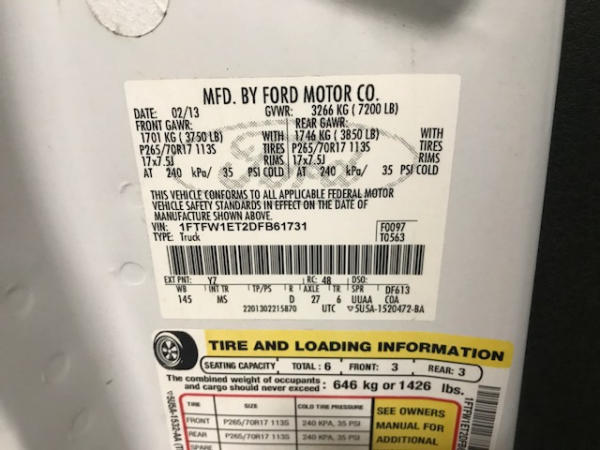 MFD. BY FORD MOTOR CO.
DATE: 02/13 GVWR: 3266 KG ( 7200 LB)
FRONT GAWR: REAR GAWR:
1701 KG ( 3750 LB) WITH 1746 KG ( 3850 LB) WITH
P265/70R17 113S TIRES P265/70R17 113S TIRES
17x7.5J RIMS 17x7.5J RIMS
AT 240 kPa/ 35 PSI COLD AT 240 kPa/ 35 PSI COLD
Ford
THIS VEHICLE CONFORMS TO ALL APPLICABLE FEDERAL MOTOR
VEHICLE SAFETY STANDARDS IN EFFECT ON THE DATE OF
MANUFACTURE SHOWN ABOVE.
VIN: 1FTFW1ET2DFB61731 F0097
TYPE: Truck T0563
EXT PNT: YZ RC: 48 DSO:
WB INT TR TP/PS R AXLE TR SPR DF613
145 MS D 27 6 UUAA COA
2201302215870 UTC 5U5A-1520472-BA
TIRE AND LOADING INFORMATION
SEATING CAPACITY TOTAL : 6 FRONT: 3 REAR: 3
The combined weight of occupants
and cargo should never exceed : 646 kg or 1426 lbs.
TIRE SIZE COLD TIRE PRESSURE SEE OWNERS
FRONT P265/70R17 113S 240 KPA, 35 PSI MANUAL FOR
REAR P265/70R17 113S 240 KPA, 35 PSI ADDITIONAL
SPARE